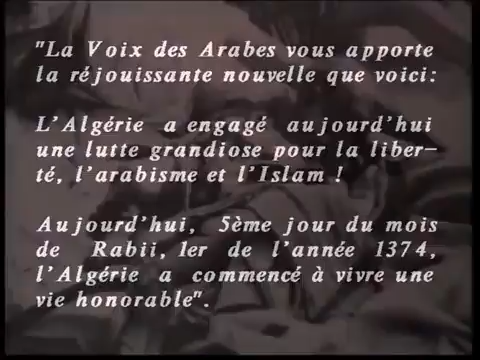 "La Voix des Arabes vous apporte
la réjouissante nouvelle que voici:
L'Algérie a engagé aujourd'hui
une lutte grandiose pour la liber-
té, l'arabisme et l'Islam !
Aujourd'hui, 5ème jour du mois
de Rabii, 1er de l'année 1374,
l'Algérie a commencé à vivre une
vie honorable".